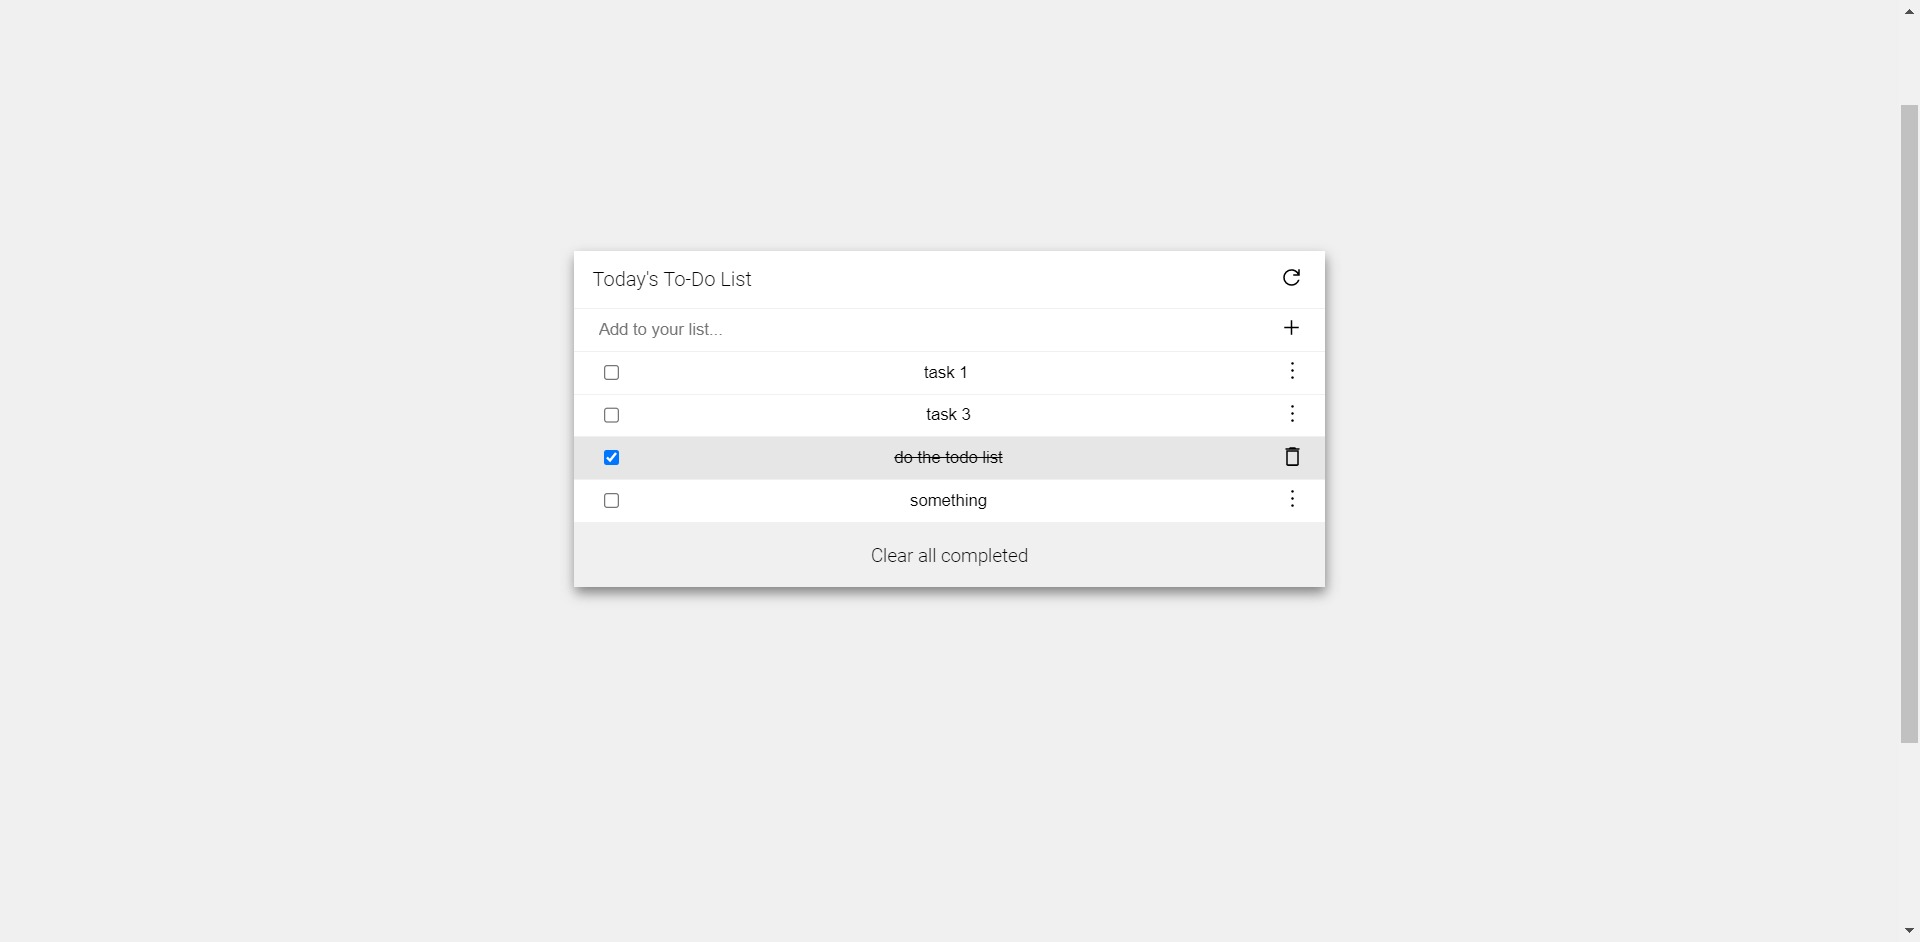 Today's To-Do List
Add to your list...
task 1
task 3
do the todo list
something
Clear all completed